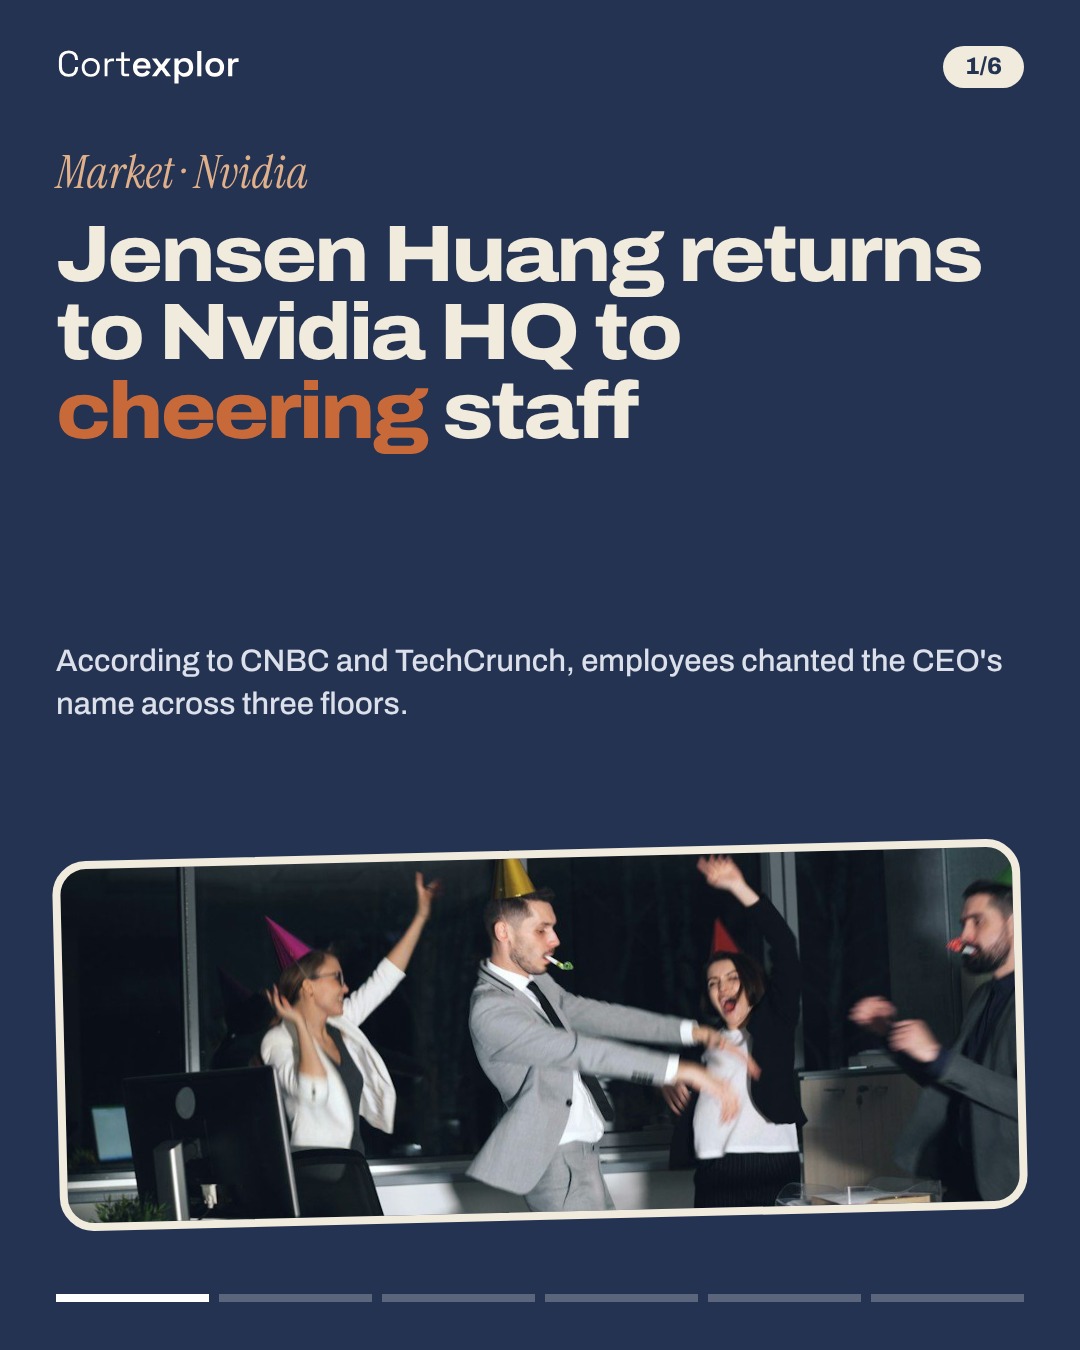 Cortexplor
1/6
Market · Nvidia
Jensen Huang returns
to Nvidia HQ to
cheering staff
According to CNBC and TechCrunch, employees chanted the CEO's
name across three floors.